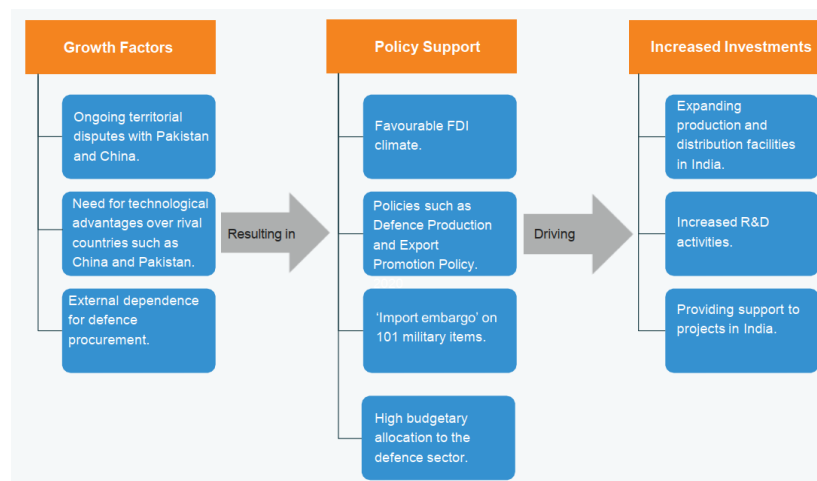 Growth Factors
Ongoing territorial
disputes with Pakistan
and China.
Need for technological
advantages over rival
countries such as
China and Pakistan.
External dependence
for defence
procurement.
Resulting in
Policy Support
Favourable FDI
climate.
Policies such as
Defence Production
and Export
Promotion Policy.
‘Import embargo’ on
101 military items.
High budgetary
allocation to the
defence sector.
Driving
Increased Investments
Expanding
production and
distribution facilities
in India.
Increased R&D
activities.
Providing support to
projects in India.